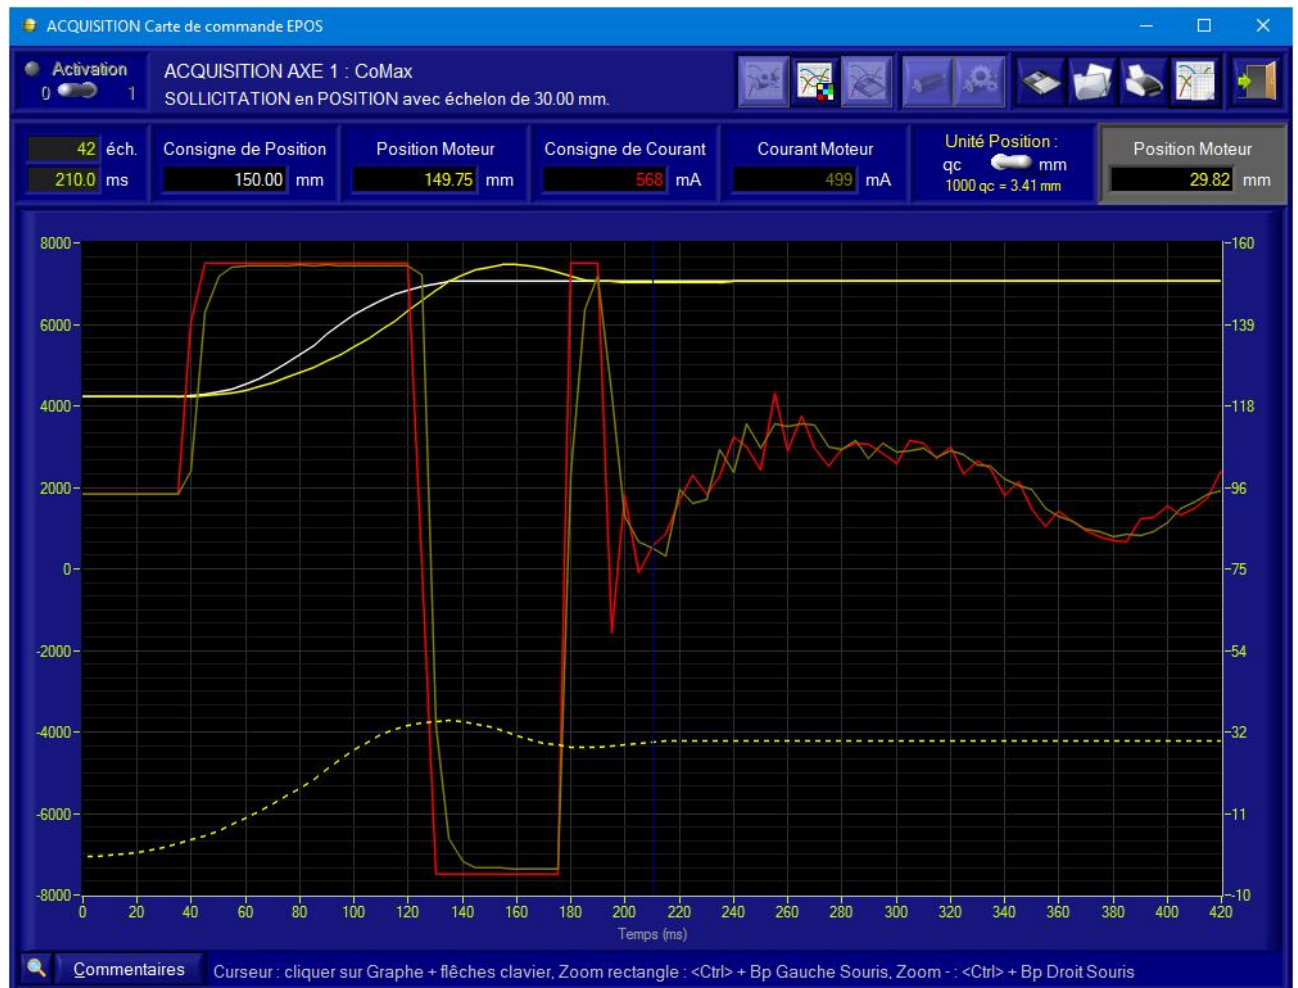 ACQUISITION Carte de commande EPOS
Activation
0 1
ACQUISITION AXE 1 : CoMax
SOLLICITATION en POSITION avec échelon de 30.00 mm.
42 éch.
210.0 ms
Consigne de Position
150.00 mm
Position Moteur
149.75 mm
Consigne de Courant
568 mA
Courant Moteur
499 mA
Unité Position :
qc mm
1000 qc = 3.41 mm
Position Moteur
29.82 mm
8000
6000
4000
2000
0
-2000
-4000
-6000
-8000
160
139
118
96
75
54
32
11
-10
0 20 40 60 80 100 120 140 160 180 200 220 240 260 280 300 320 340 360 380 400 420
Temps (ms)
Commentaires
Curseur : cliquer sur Graphe + flêches clavier, Zoom rectangle : <Ctrl> + Bp Gauche Souris, Zoom - : <Ctrl> + Bp Droit Souris